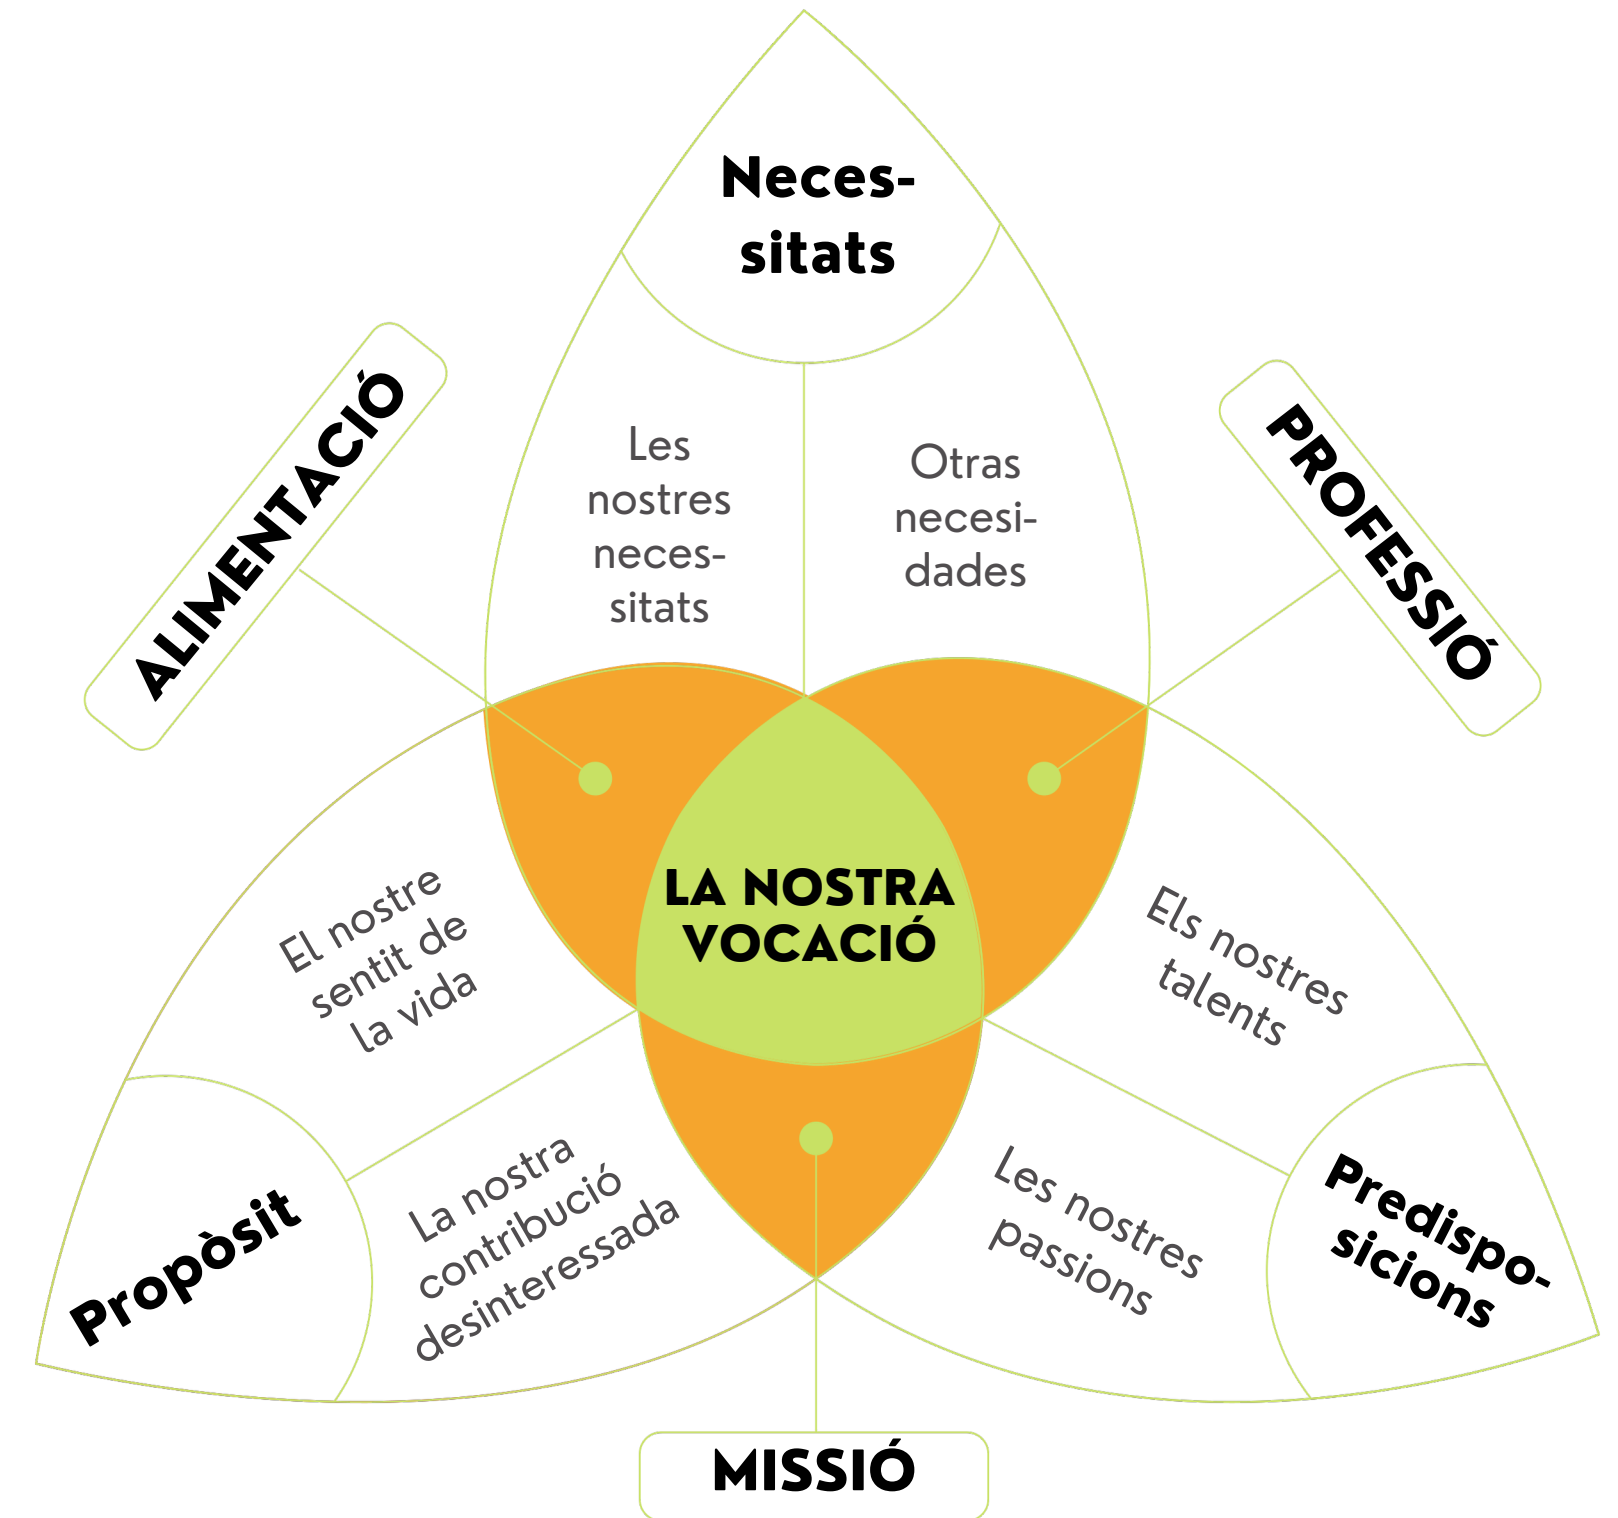 Neces-
sitats
Les
nostres
neces-
sitats
Otras
necesi-
dades
ALIMENTACIÓ
PROFESSIÓ
LA NOSTRA
VOCACIÓ
El nostre
sentit de
la vida
Els nostres
talents
Propòsit
La nostra
contribució
desinteressada
Les nostres
passions
Predispo-
sicions
MISSIÓ